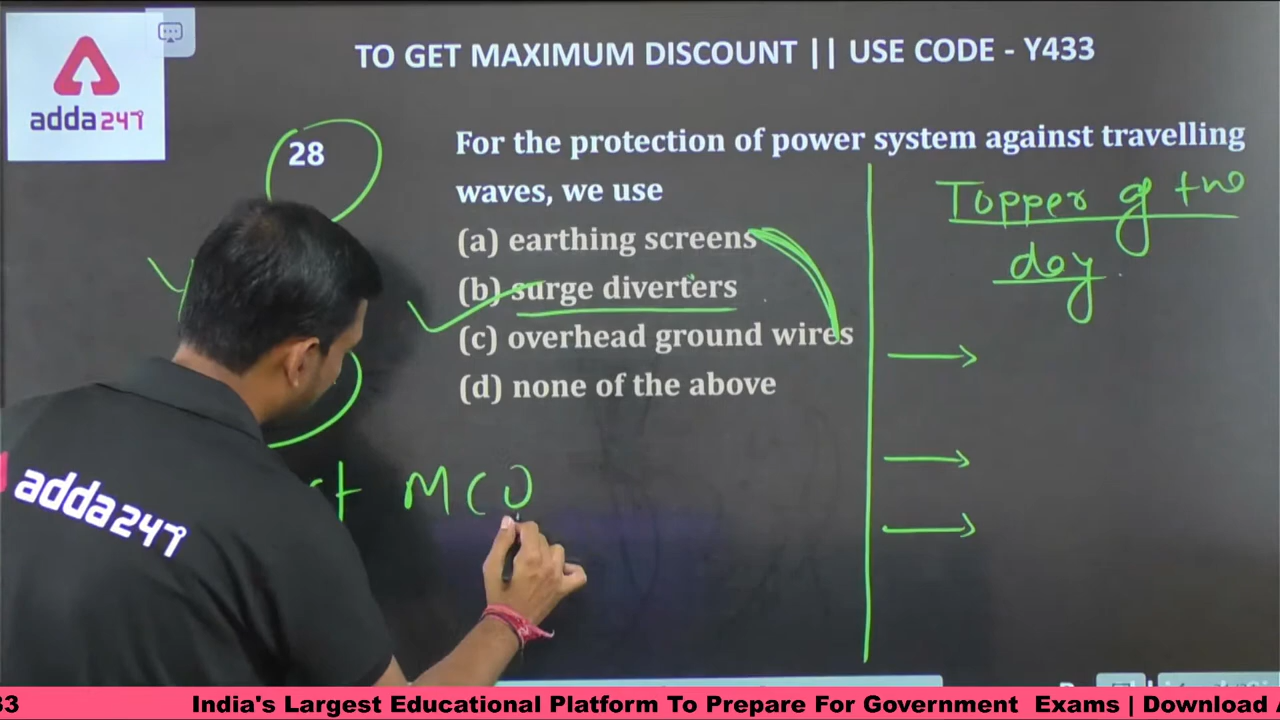 TO GET MAXIMUM DISCOUNT || USE CODE - Y433
adda247
28
For the protection of power system against travelling
waves, we use
(a) earthing screens
(b) surge diverters
(c) overhead ground wires
(d) none of the above
Topper of the
day
MCQ
adda247
33 India's Largest Educational Platform To Prepare For Government Exams | Download